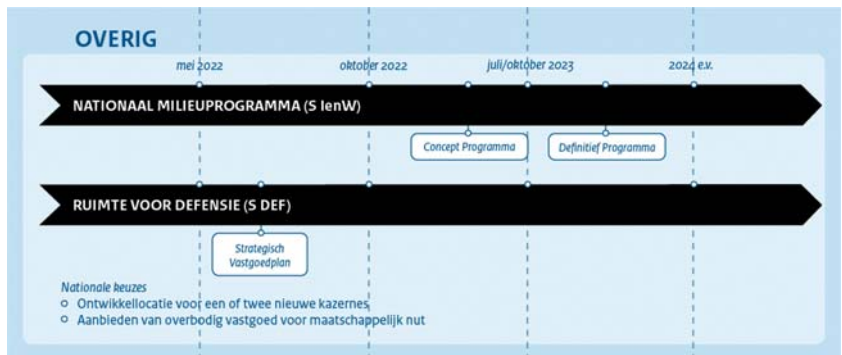 OVERIG
mei 2022 oktober 2022 juli/oktober 2023 2024 e.v.
NATIONAAL MILIEUPROGRAMMA (S IenW)
Concept Programma Definitief Programma
RUIMTE VOOR DEFENSIE (S DEF)
Strategisch
Vastgoedplan
Nationale keuzes
Ontwikkellocatie voor een of twee nieuwe kazernes
Aanbieden van overbodig vastgoed voor maatschappelijk nut